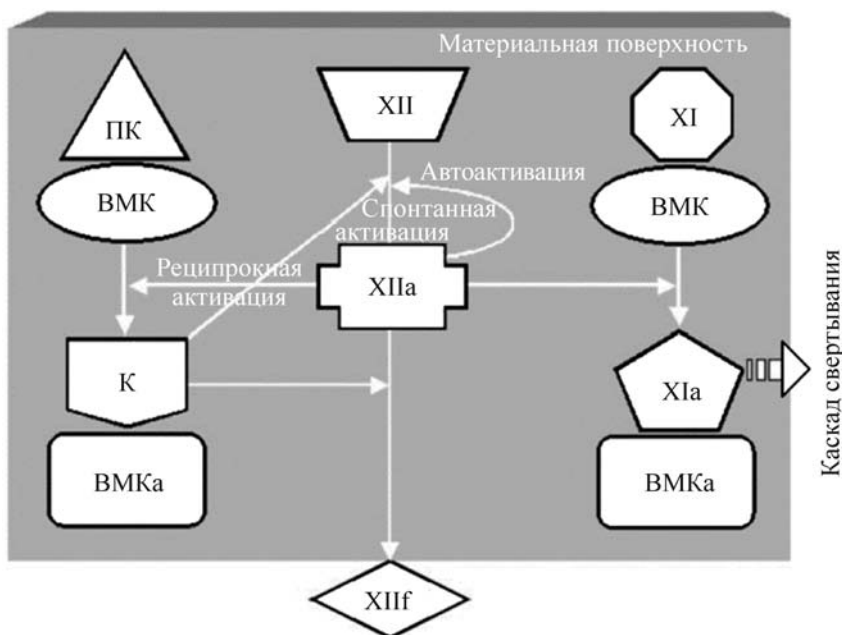 Материальная поверхность
ПК
XII
XI
ВМК
Автоактивация
ВМК
Спонтанная
активация
Реципрокная
активация
XIIa
К
XIa
Каскад свертывания
ВМКа
ВМКа
XIIf